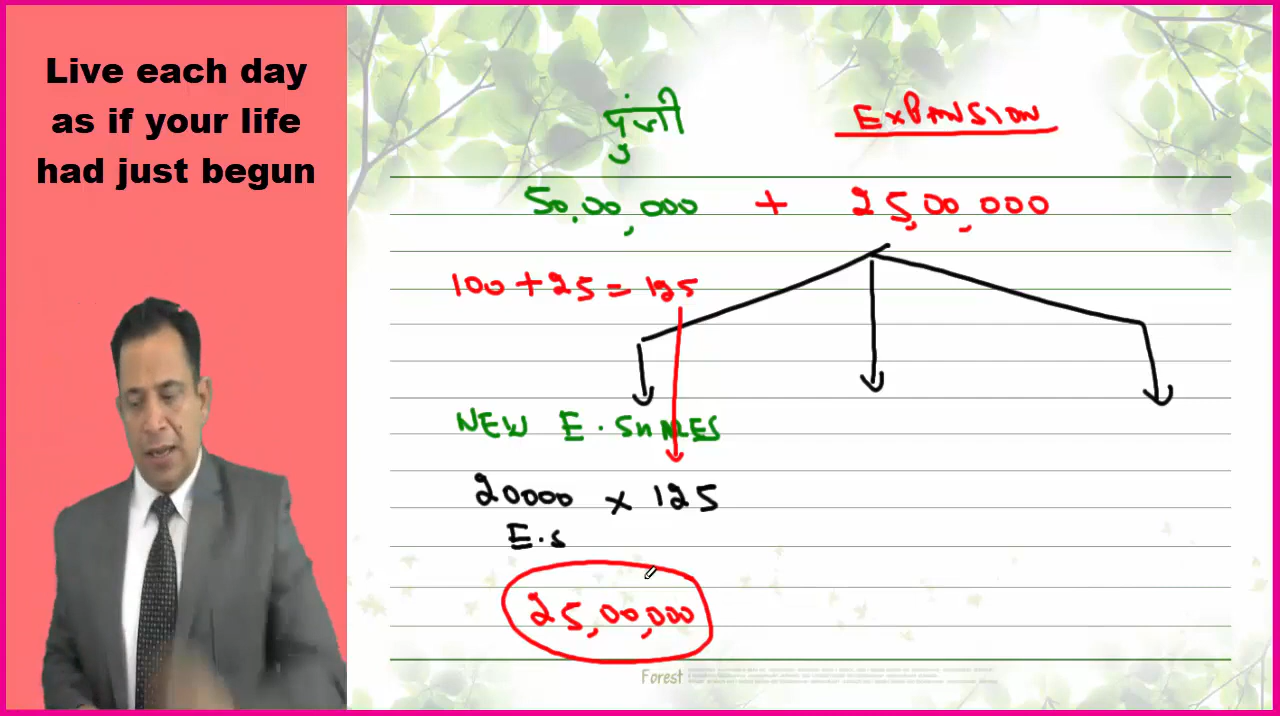 Live each day
as if your life
had just begun
पुंजी EXPANSION
50,00,000 + 25,00,000
100 + 25 = 125
NEW E. SHARES
20000 x 125
E.S
25,00,000
Forest